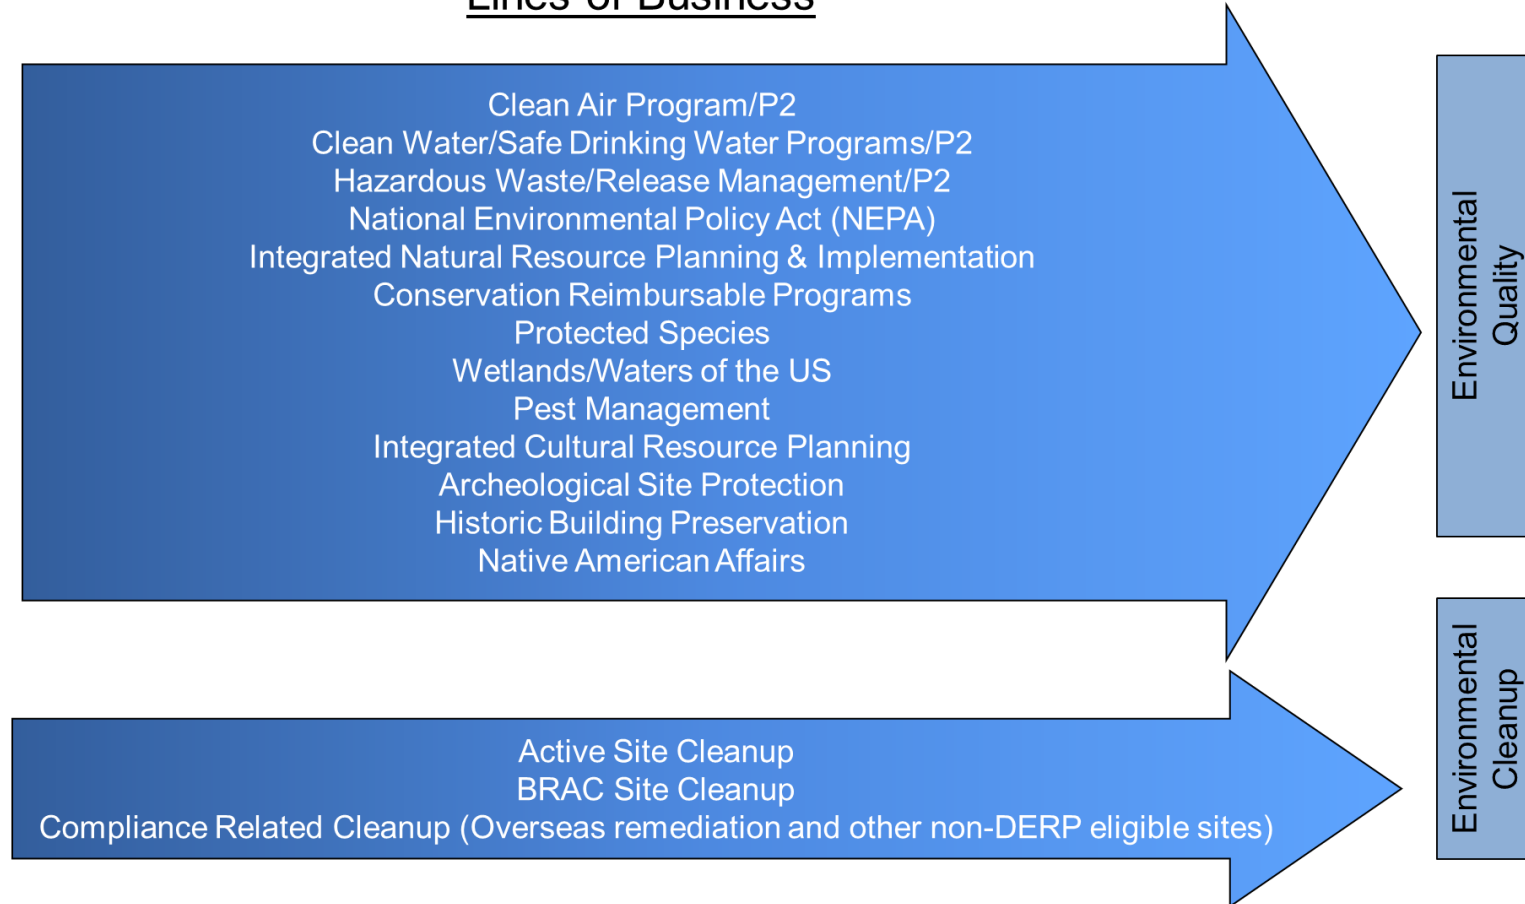 Lines of Business
Clean Air Program/P2
Clean Water/Safe Drinking Water Programs/P2
Hazardous Waste/Release Management/P2
National Environmental Policy Act (NEPA)
Integrated Natural Resource Planning & Implementation
Conservation Reimbursable Programs
Protected Species
Wetlands/Waters of the US
Pest Management
Integrated Cultural Resource Planning
Archeological Site Protection
Historic Building Preservation
Native American Affairs
Environmental
Quality
Active Site Cleanup
BRAC Site Cleanup
Compliance Related Cleanup (Overseas remediation and other non-DERP eligible sites)
Environmental
Cleanup